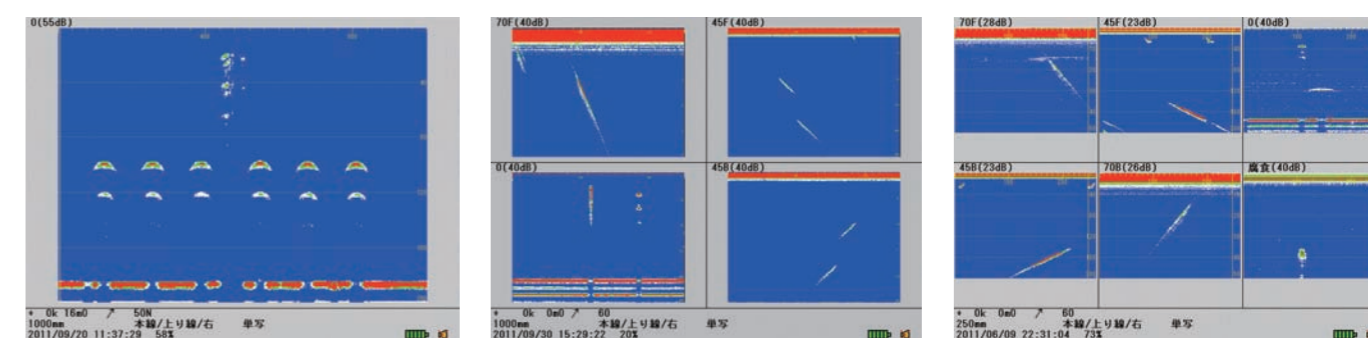 0(55dB)
+ 0k 16m0 ↗ 50N
1000mm 本線/上り線/右 単写
2011/09/20 11:37:29 58%
70F(40dB) 45F(40dB)
0(40dB) 45B(40dB)
+ 0k 0m0 ↗ 60
1000mm 本線/上り線/右 単写
2011/09/30 15:29:22 20%
70F(28dB) 45F(23dB) 0(40dB)
45B(23dB) 70B(26dB) 腐食(40dB)
+ 0k 0m0 ↗ 60
250mm 本線/上り線/右 単写
2011/06/09 22:31:04 73%